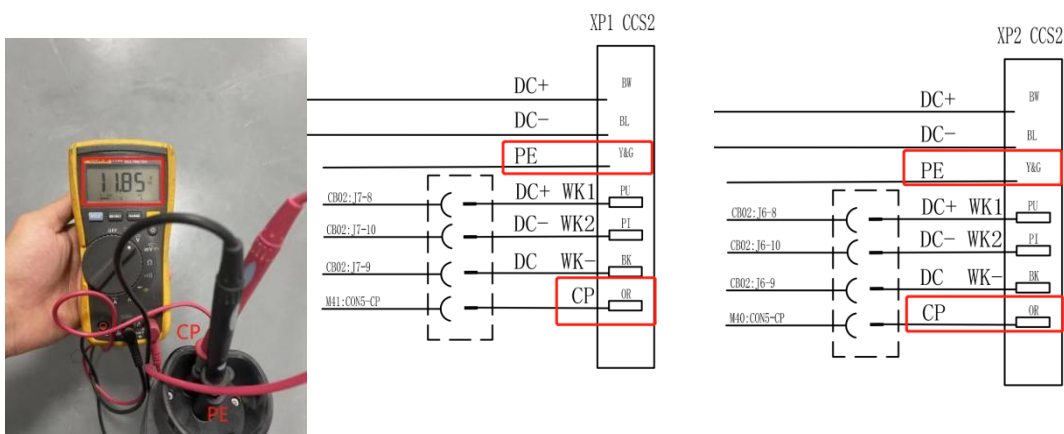 XP1 CCS2
DC+
BW
DC-
BL
PE
Y&G
CB02:J7-8
DC+ WK1
PU
CB02:J7-10
DC- WK2
PI
CB02:J7-9
DC WK-
BK
M41:CON5-CP
CP
OR
XP2 CCS2
DC+
BW
DC-
BL
PE
Y&G
CB02:J6-8
DC+ WK1
PU
CB02:J6-10
DC- WK2
PI
CB02:J6-9
DC WK-
BK
M40:CON5-CP
CP
OR
11.85
OFF
CP
PE